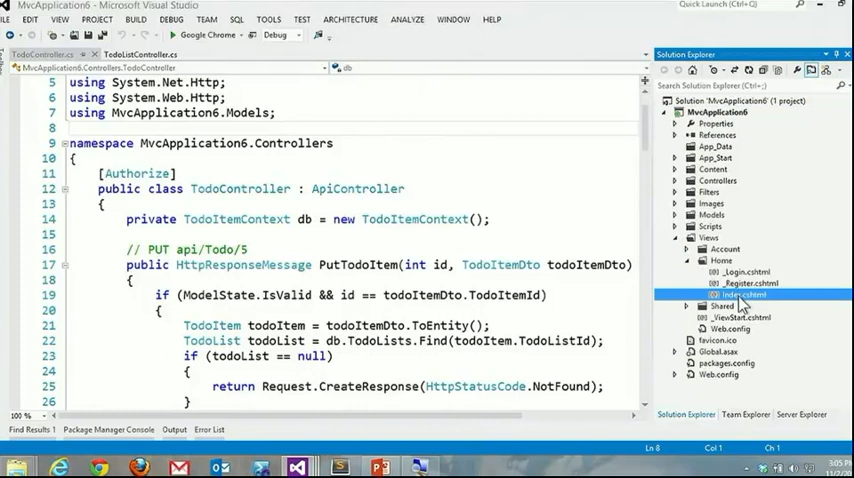 MvcApplication6 - Microsoft Visual Studio
Quick Launch (Ctrl+;)
EDIT VIEW PROJECT BUILD DEBUG TEAM SQL TOOLS TEST ARCHITECTURE ANALYZE WINDOW HELP
Google Chrome Debug
TodoController.cs TodoListController.cs
MvcApplication6.Controllers.TodoController db
5 using System.Net.Http;
6 using System.Web.Http;
7 using MvcApplication6.Models;
8
9 namespace MvcApplication6.Controllers
10 {
11 [Authorize]
12 public class TodoController : ApiController
13 {
14 private TodoItemContext db = new TodoItemContext();
15
16 // PUT api/Todo/5
17 public HttpResponseMessage PutTodoItem(int id, TodoItemDto todoItemDto)
18 {
19 if (ModelState.IsValid && id == todoItemDto.TodoItemId)
20 {
21 TodoItem todoItem = todoItemDto.ToEntity();
22 TodoList todoList = db.TodoLists.Find(todoItem.TodoListId);
23 if (todoList == null)
24 {
25 return Request.CreateResponse(HttpStatusCode.NotFound);
26 }
100 %
Solution Explorer
Search Solution Explorer (Ctrl+;)
Solution 'MvcApplication6' (1 project)
MvcApplication6
Properties
References
App_Data
App_Start
Content
Controllers
Filters
Images
Models
Scripts
Views
Account
Home
_Login.cshtml
_Register.cshtml
Index.cshtml
Shared
_ViewStart.cshtml
Web.config
favicon.ico
Global.asax
packages.config
Web.config
Solution Explorer Team Explorer Server Explorer
Find Results 1 Package Manager Console Output Error List
Ln 8 Col 1 Ch 1
3:05 PM